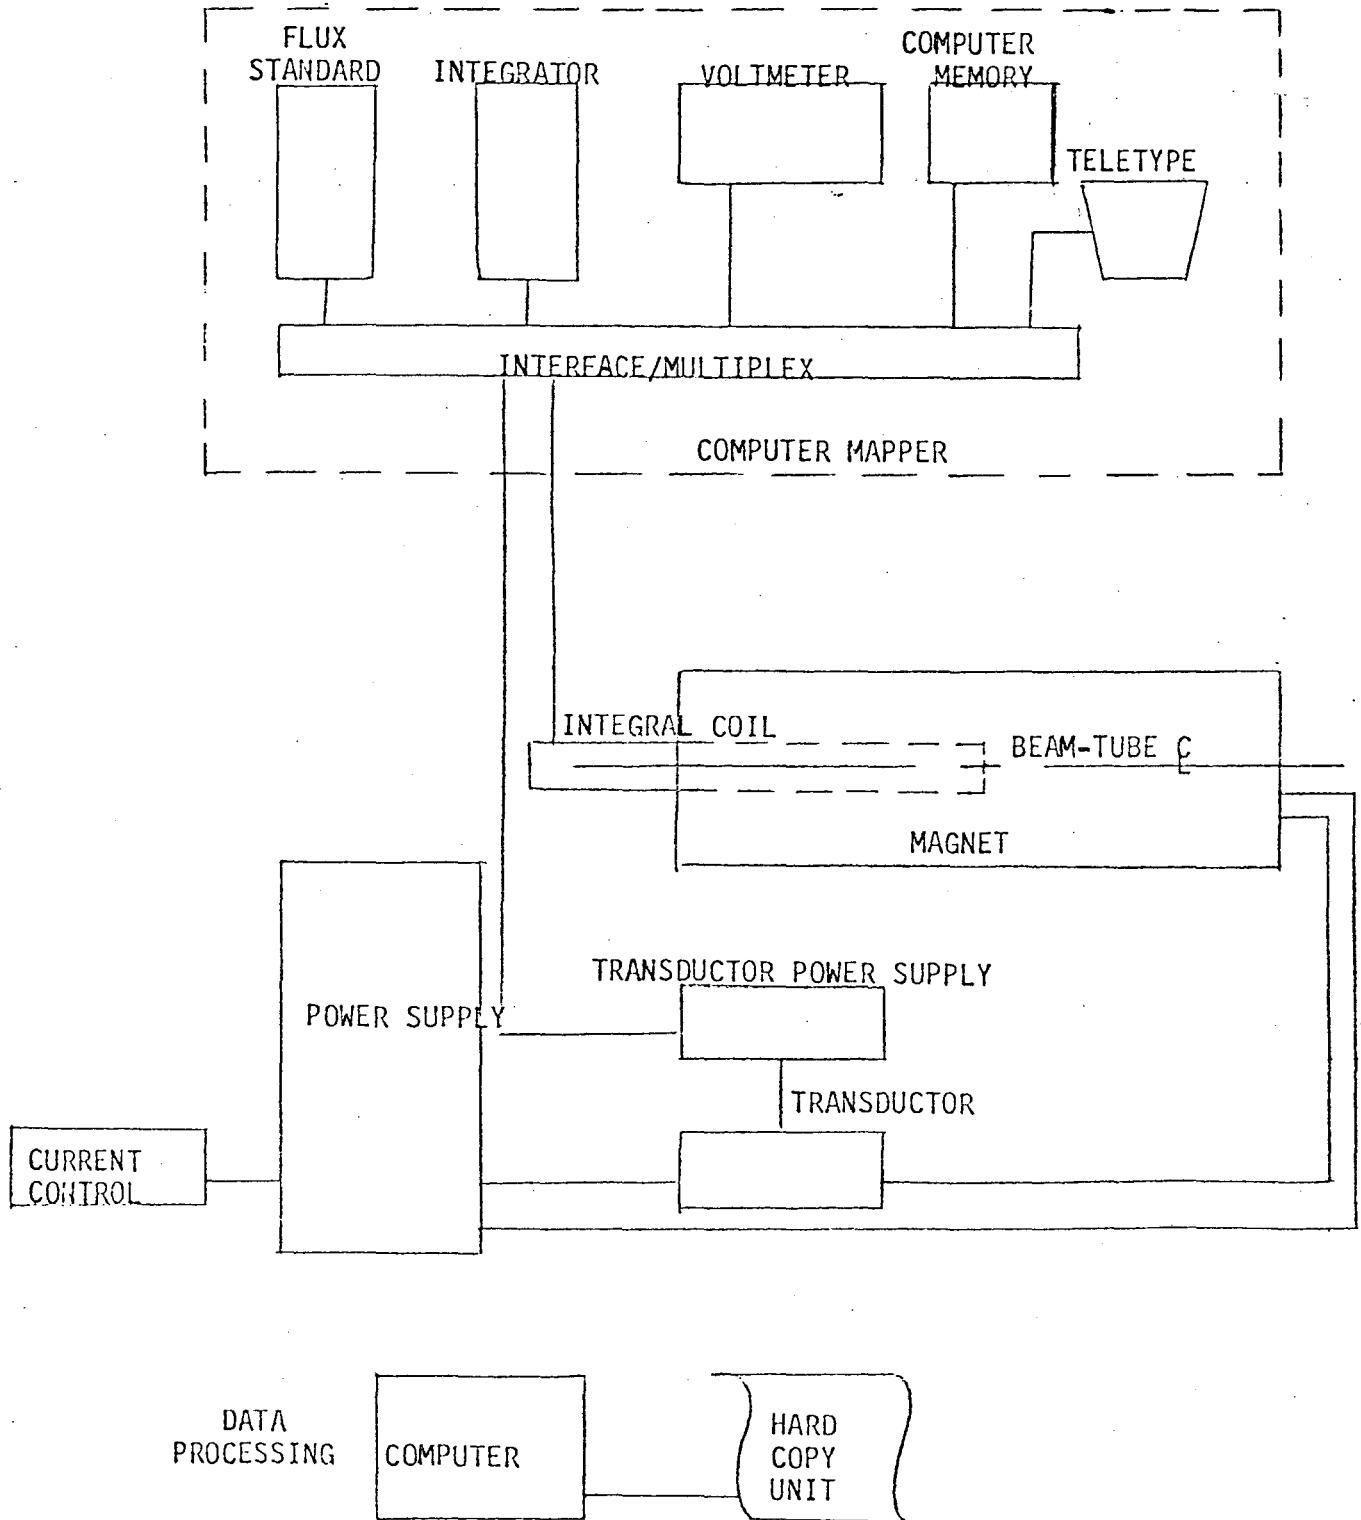 FLUX
STANDARD
INTEGRATOR
VOLTMETER
COMPUTER
MEMORY
TELETYPE
INTERFACE/MULTIPLEX
COMPUTER MAPPER
INTEGRAL COIL
BEAM-TUBE ℄
MAGNET
TRANSDUCTOR POWER SUPPLY
POWER SUPPLY
TRANSDUCTOR
CURRENT
CONTROL
DATA
PROCESSING
COMPUTER
HARD
COPY
UNIT